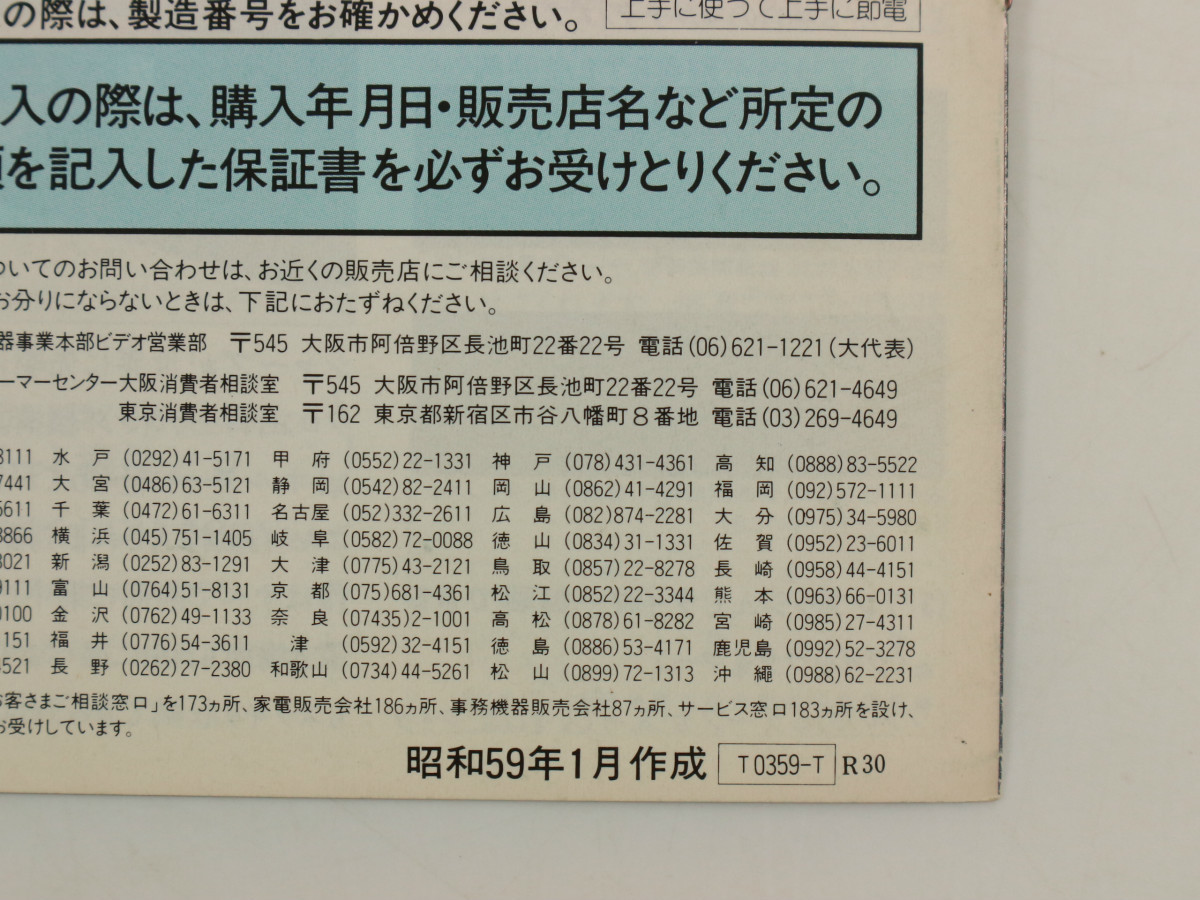 の際は、製造番号をお確かめください。 上手に使って上手に節電
入の際は、購入年月日・販売店名など所定の
を記入した保証書を必ずお受けとりください。
ついてのお問い合わせは、お近くの販売店にご相談ください。
お分りにならないときは、下記におたずねください。
器事業本部ビデオ営業部 〒545 大阪市阿倍野区長池町22番22号 電話(06)621-1221(大代表)
ーマーセンター大阪消費者相談室 〒545 大阪市阿倍野区長池町22番22号 電話(06)621-4649
東京消費者相談室 〒162 東京都新宿区市谷八幡町8番地 電話(03)269-4649
3111 水戸 (0292)41-5171 甲府 (0552)22-1331 神戸 (078)431-4361 高知 (0888)83-5522
7441 大宮 (0486)63-5121 静岡 (0542)82-2411 岡山 (0862)41-4291 福岡 (092)572-1111
5611 千葉 (0472)61-6311 名古屋 (052)332-2611 広島 (082)874-2281 大分 (0975)34-5980
8866 横浜 (045)751-1405 岐阜 (0582)72-0088 徳山 (0834)31-1331 佐賀 (0952)23-6011
8021 新潟 (0252)83-1291 大津 (0775)43-2121 鳥取 (0857)22-8278 長崎 (0958)44-4151
9111 富山 (0764)51-8131 京都 (075)681-4361 松江 (0852)22-3344 熊本 (0963)66-0131
0100 金沢 (0762)49-1133 奈良 (07435)2-1001 高松 (0878)61-8282 宮崎 (0985)27-4311
1151 福井 (0776)54-3611 津 (0592)32-4151 徳島 (0886)53-4171 鹿児島 (0992)52-3278
4521 長野 (0262)27-2380 和歌山 (0734)44-5261 松山 (0899)72-1313 沖縄 (0988)62-2231
お客さまご相談窓口」を173ヵ所、家電販売会社186ヵ所、事務機器販売会社87ヵ所、サービス窓口183ヵ所を設け、
お受けしています。
昭和59年1月作成 T0359-T R30